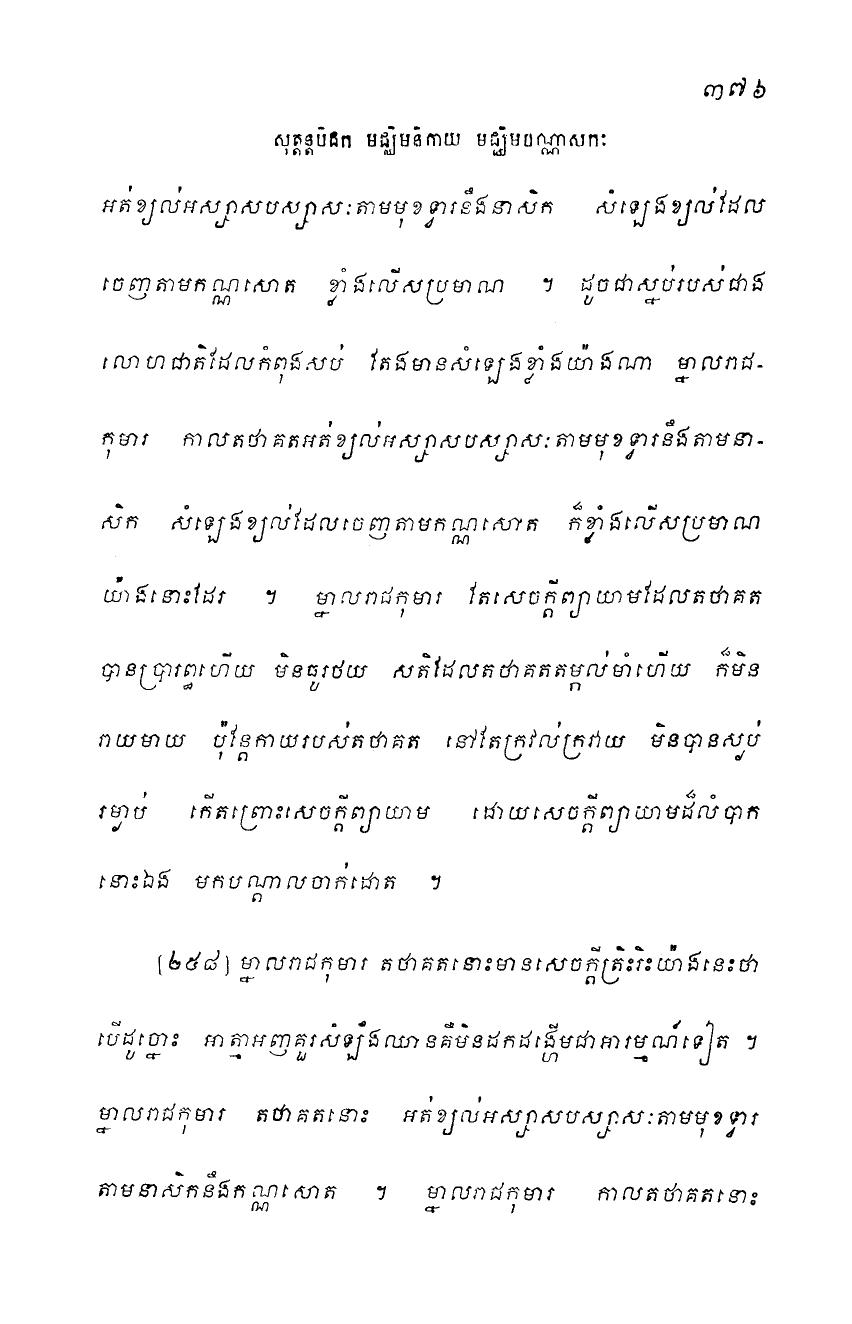 ៣៧៦
សុត្តន្តបិដក មជ្ឈិមនិកាយ មជ្ឈិមបណ្ណាសកៈ
អត់ខ្យល់អស្សាសបស្សាសៈតាមមុខទ្វារនឹងនាសិក សំឡេងខ្យល់ដែល
ចេញតាមកណ្ណសោត ខ្លាំងលើសប្រមាណ ។ ដូចជាស្នប់របស់ជាង
លោហជាតិដែលកំពុងសប់ តែងមានសំឡេងខ្លាំងយ៉ាងណា ម្នាលរាជ-
កុមារ កាលតថាគតអត់ខ្យល់អស្សាសបស្សាសៈតាមមុខទ្វារនឹងតាមនា-
សិក សំឡេងខ្យល់ដែលចេញតាមកណ្ណសោត ក៏ខ្លាំងលើសប្រមាណ
យ៉ាងនោះដែរ ។ ម្នាលរាជកុមារ តែសេចក្តីព្យាយាមដែលតថាគត
បានប្រារព្ធហើយ មិនធូរថយ សតិដែលតថាគតតម្កល់មាំហើយ ក៏មិន
រាយមាយ ប៉ុន្តែកាយរបស់តថាគត នៅតែក្រវល់ក្រវាយ មិនបានស្ងប់
រម្ងាប់ កើតព្រោះសេចក្តីព្យាយាម ដោយសេចក្តីព្យាយាមដ៏លំបាក
នោះឯង មកបណ្តាលចាក់ដោត ។
[២៥៨] ម្នាលរាជកុមារ តថាគតនោះមានសេចក្តីត្រិះរិះយ៉ាងនេះថា
បើដូច្នោះ អាត្មាអញគួរសំឡឹងឈានគឺមិនដកដង្ហើមជាអារម្មណ៍ទៀត ។
ម្នាលរាជកុមារ តថាគតនោះ អត់ខ្យល់អស្សាសបស្សាសៈតាមមុខទ្វារ
តាមនាសិកនឹងកណ្ណសោត ។ ម្នាលរាជកុមារ កាលតថាគតនោះ